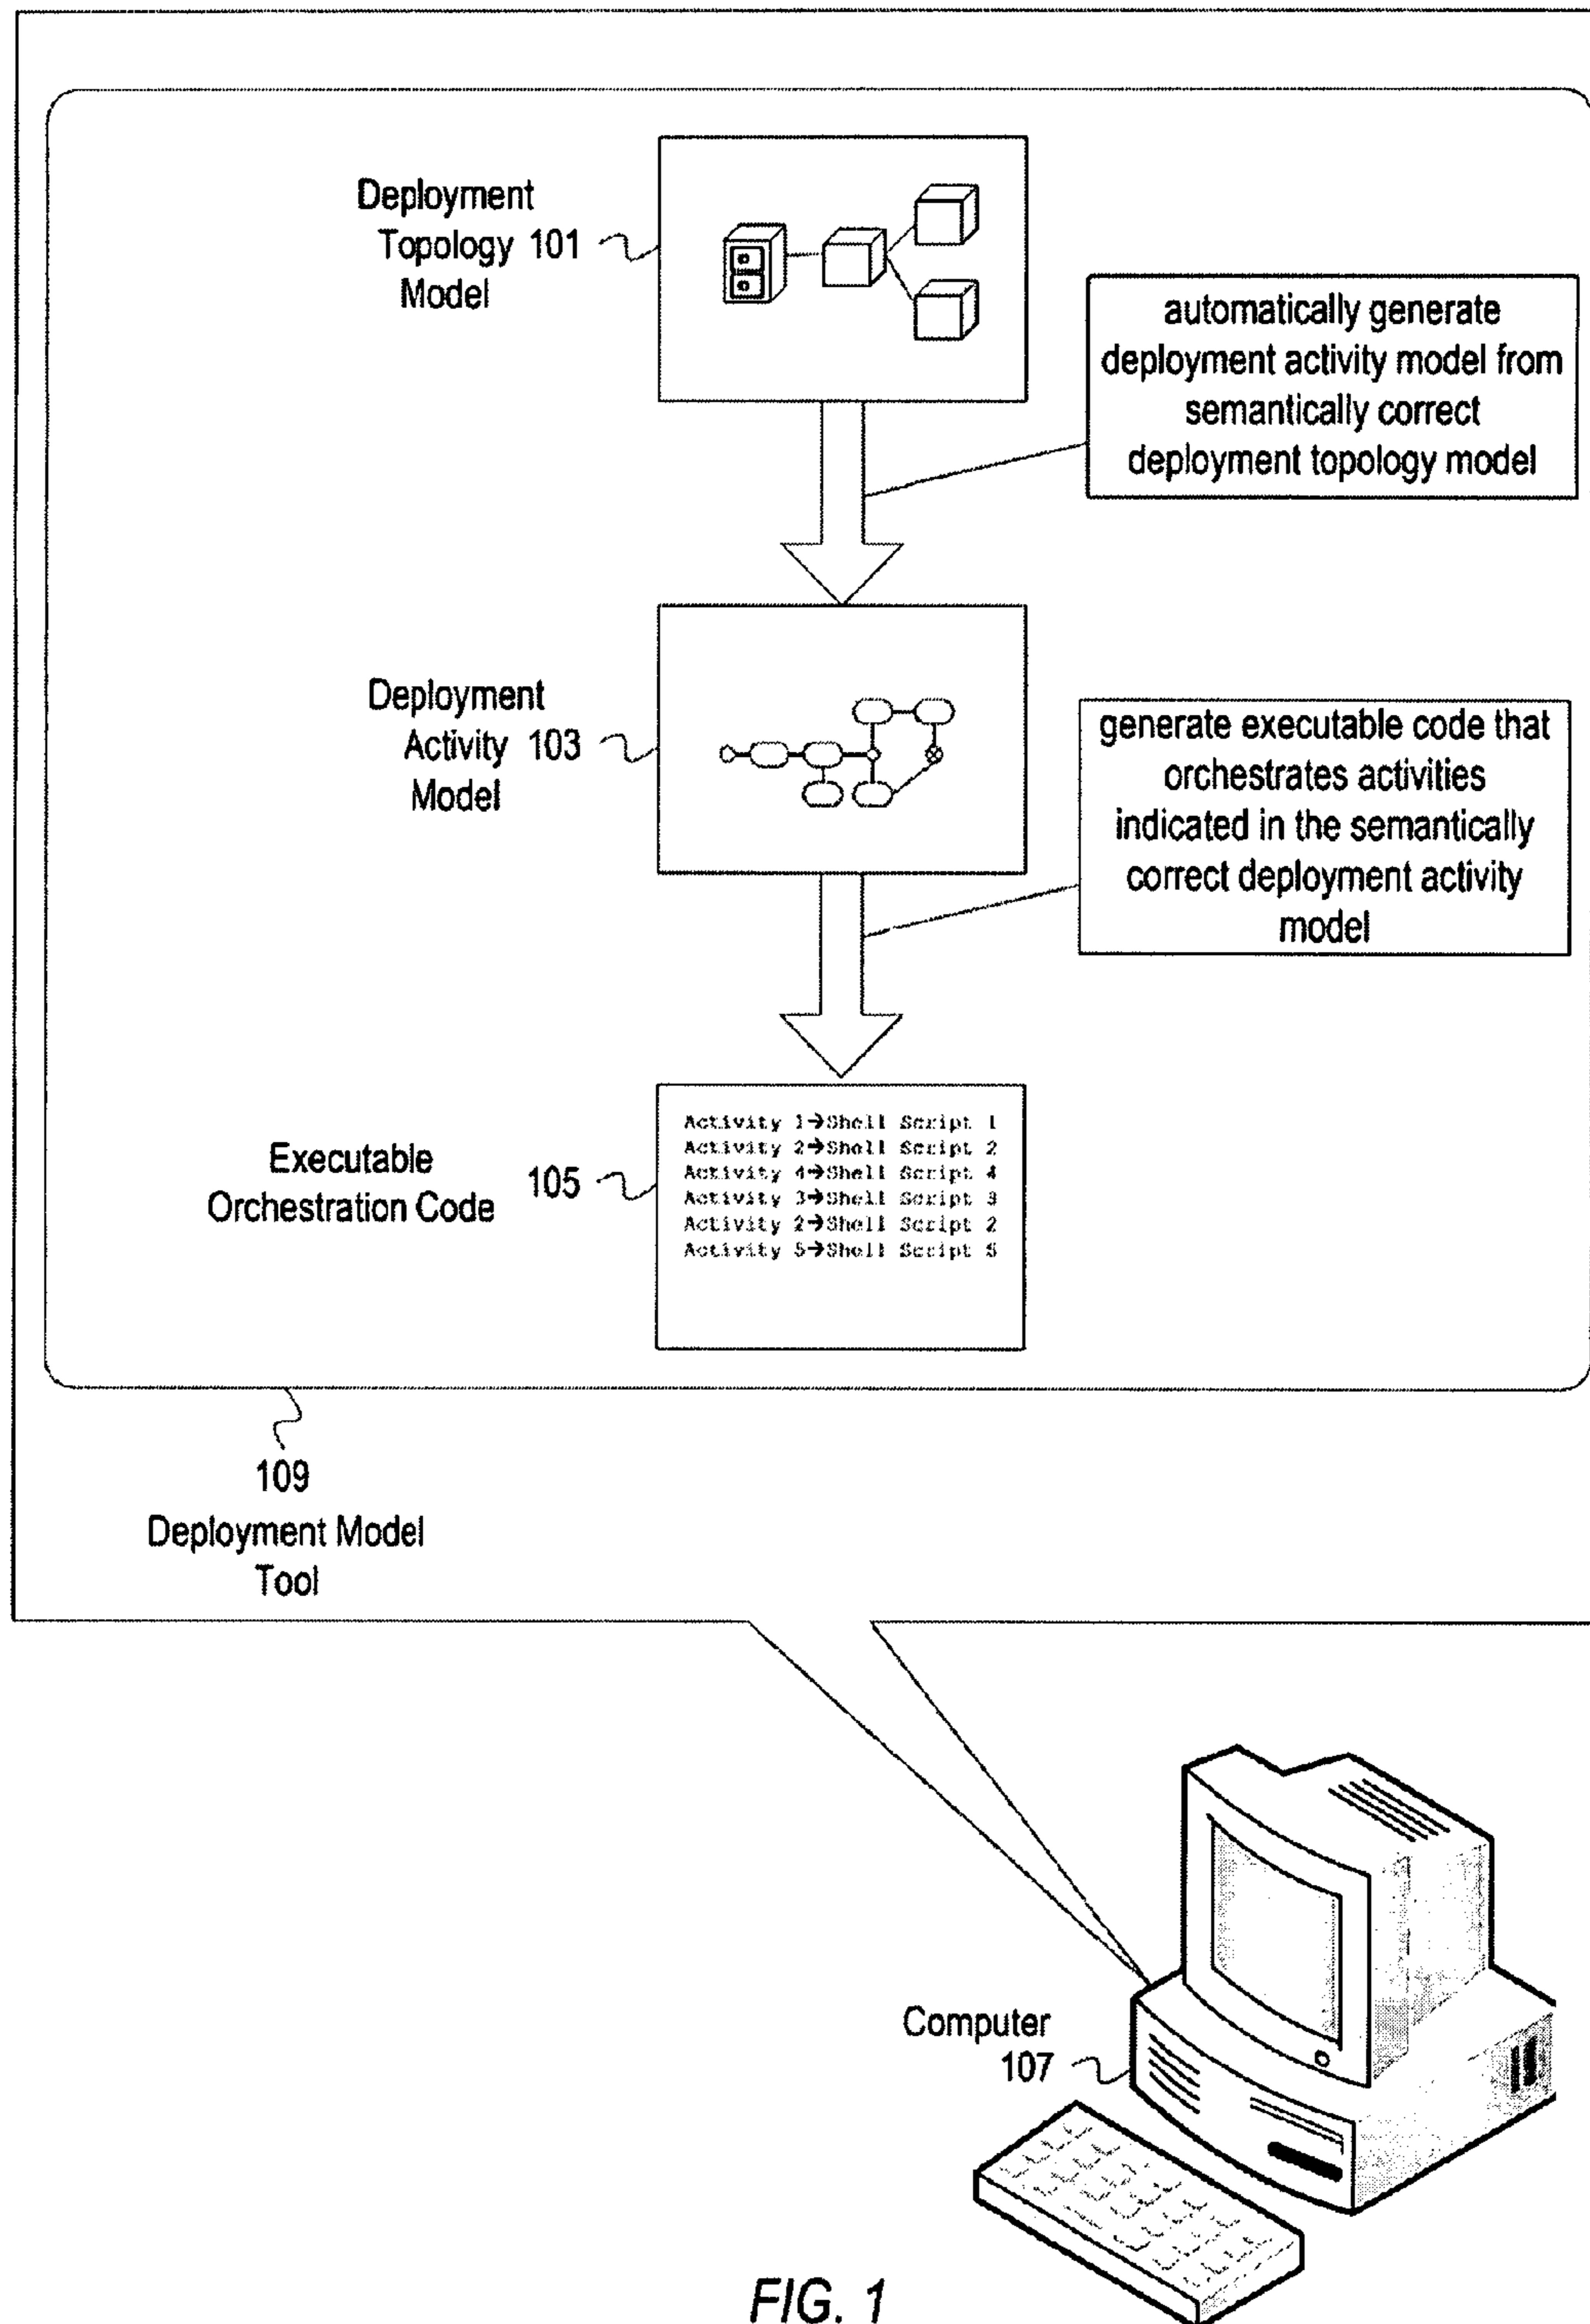 Deployment
Topology 101
Model
automatically generate
deployment activity model from
semantically correct
deployment topology model
Deployment
Activity 103
Model
generate executable code that
orchestrates activities
indicated in the semantically
correct deployment activity
model
Executable
Orchestration Code 105
Activity 1→Shell Script 1
Activity 2→Shell Script 2
Activity 4→Shell Script 4
Activity 3→Shell Script 3
Activity 2→Shell Script 2
Activity 5→Shell Script 5
109
Deployment Model
Tool
Computer
107
FIG. 1